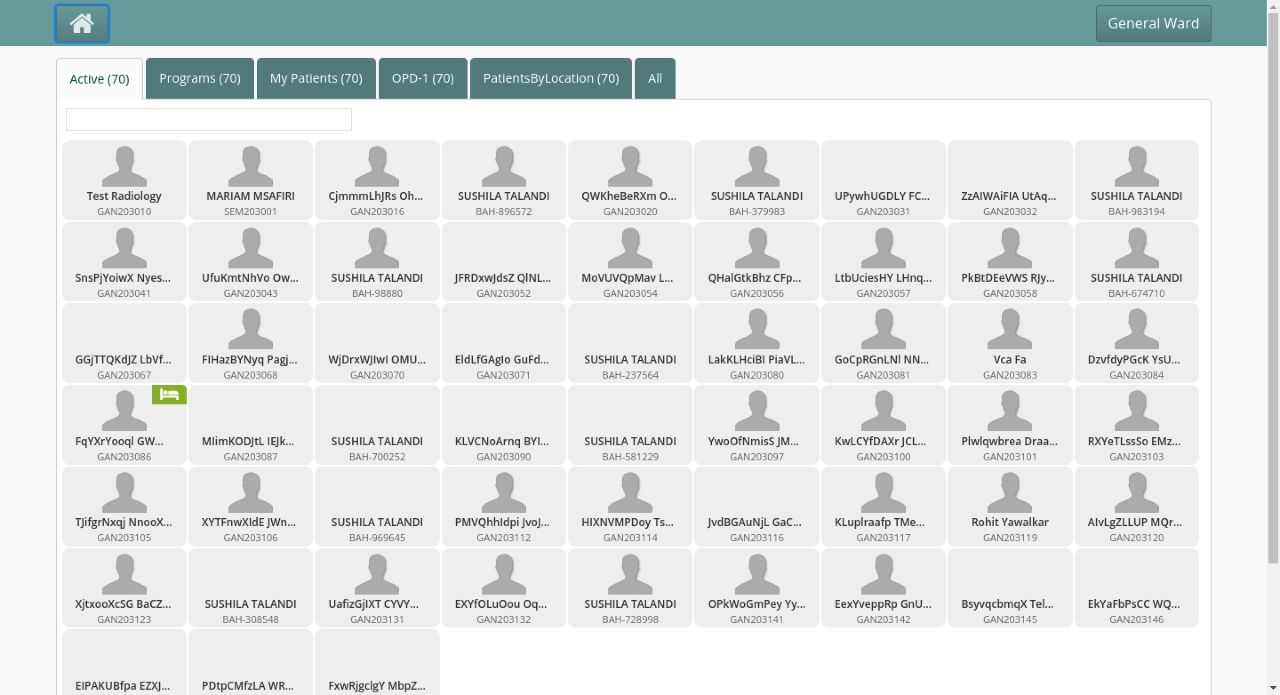 General Ward
Active (70)
Programs (70)
My Patients (70)
OPD-1 (70)
PatientsByLocation (70)
All
Test Radiology
GAN203010
MARIAM MSAFIRI
SEM203001
CjmmmLhJRs Oh...
GAN203016
SUSHILA TALANDI
BAH-896572
QWKheBeRXm O...
GAN203020
SUSHILA TALANDI
BAH-379983
UPywhUGDLY FC...
GAN203031
ZzAIWAiFIA UtAq...
GAN203032
SUSHILA TALANDI
BAH-983194
SnsPjYoiwX Nyes...
GAN203041
UfuKmtNhVo Ow...
GAN203043
SUSHILA TALANDI
BAH-98880
JFRDxwJdsZ QlNL...
GAN203052
MoVUVQpMav L...
GAN203054
QHalGtkBhz CFp...
GAN203056
LtbUciesHY LHnq...
GAN203057
PkBtDEeVWS RJy...
GAN203058
SUSHILA TALANDI
BAH-674710
GGjTTQKdJZ LbVf...
GAN203067
FIHazBYNyq Pagj...
GAN203068
WjDrxWJIwI OMU...
GAN203070
EldLfGAgIo GuFd...
GAN203071
SUSHILA TALANDI
BAH-237564
LakKLHciBI PiaVL...
GAN203080
GoCpRGnLNl NN...
GAN203081
Vca Fa
GAN203083
DzvfdyPGcK YsU...
GAN203084
FqYXrYooql GW...
GAN203086
MIimKODJtL IEJk...
GAN203087
SUSHILA TALANDI
BAH-700252
KLVCNoArnq BYI...
GAN203090
SUSHILA TALANDI
BAH-581229
YwoOfNmisS JM...
GAN203097
KwLCYfDAXr JCL...
GAN203100
Plwlqwbrea Draa...
GAN203101
RXYeTLssSo EMz...
GAN203103
TJifgrNxqj NnooX...
GAN203105
XYTFnwXIdE JWn...
GAN203106
SUSHILA TALANDI
BAH-969645
PMVQhhIdpi JvoJ...
GAN203112
HIXNVMPDoy Ts...
GAN203114
JvdBGAuNjL GaC...
GAN203116
KLuplraafp TMe...
GAN203117
Rohit Yawalkar
GAN203119
AIvLgZLLUP MQr...
GAN203120
XjtxooXcSG BaCZ...
GAN203123
SUSHILA TALANDI
BAH-308548
UafizGjIXT CYVY...
GAN203131
EXYfOLuOou Oq...
GAN203132
SUSHILA TALANDI
BAH-728998
OPkWoGmPey Yy...
GAN203141
EexYveppRp GnU...
GAN203142
BsyvqcbmqX Tel...
GAN203145
EkYaFbPsCC WQ...
GAN203146
EIPAKUBfpa EZXJ...
PDtpCMfzLA WR...
FxwRjgclgY MbpZ...